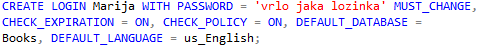 CREATE LOGIN Marija WITH PASSWORD = 'vrlo jaka lozinka' MUST_CHANGE,
CHECK_EXPIRATION = ON, CHECK_POLICY = ON, DEFAULT_DATABASE =
Books, DEFAULT_LANGUAGE = us_English;